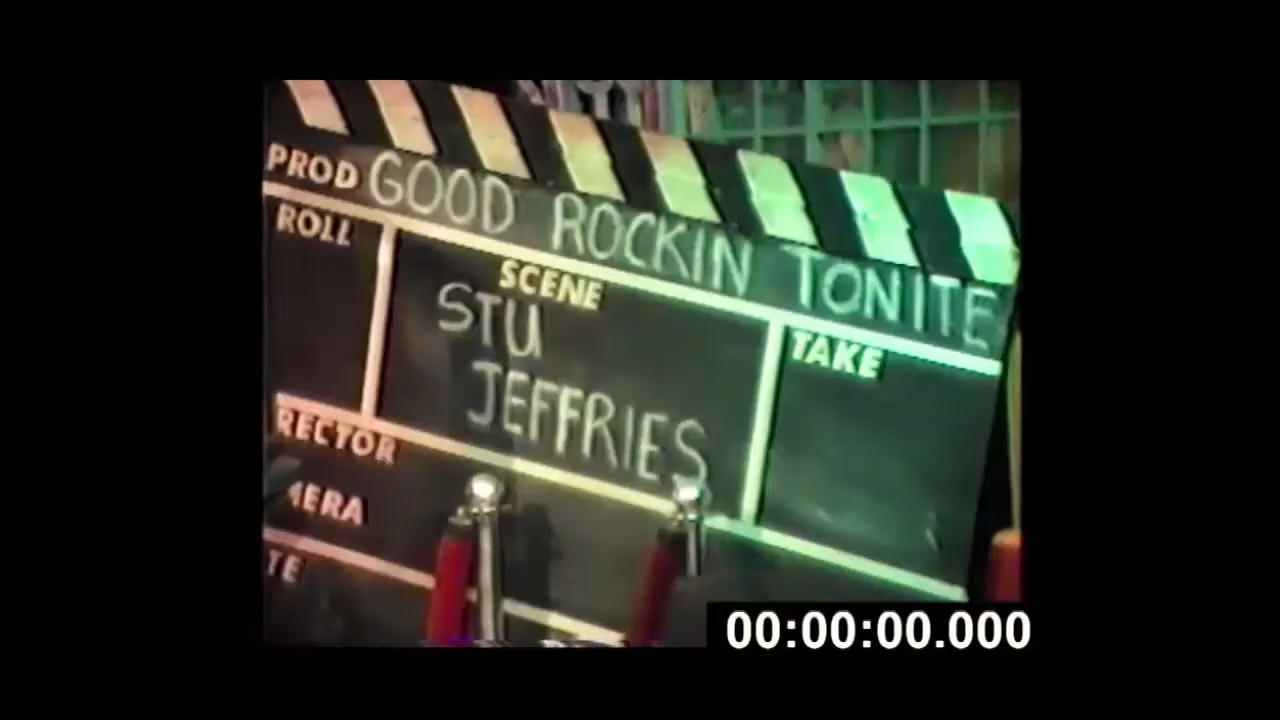 PROD GOOD ROCKIN TONITE
ROLL
SCENE
STU
JEFFRIES
TAKE
RECTOR
MERA
TE
00:00:00.000